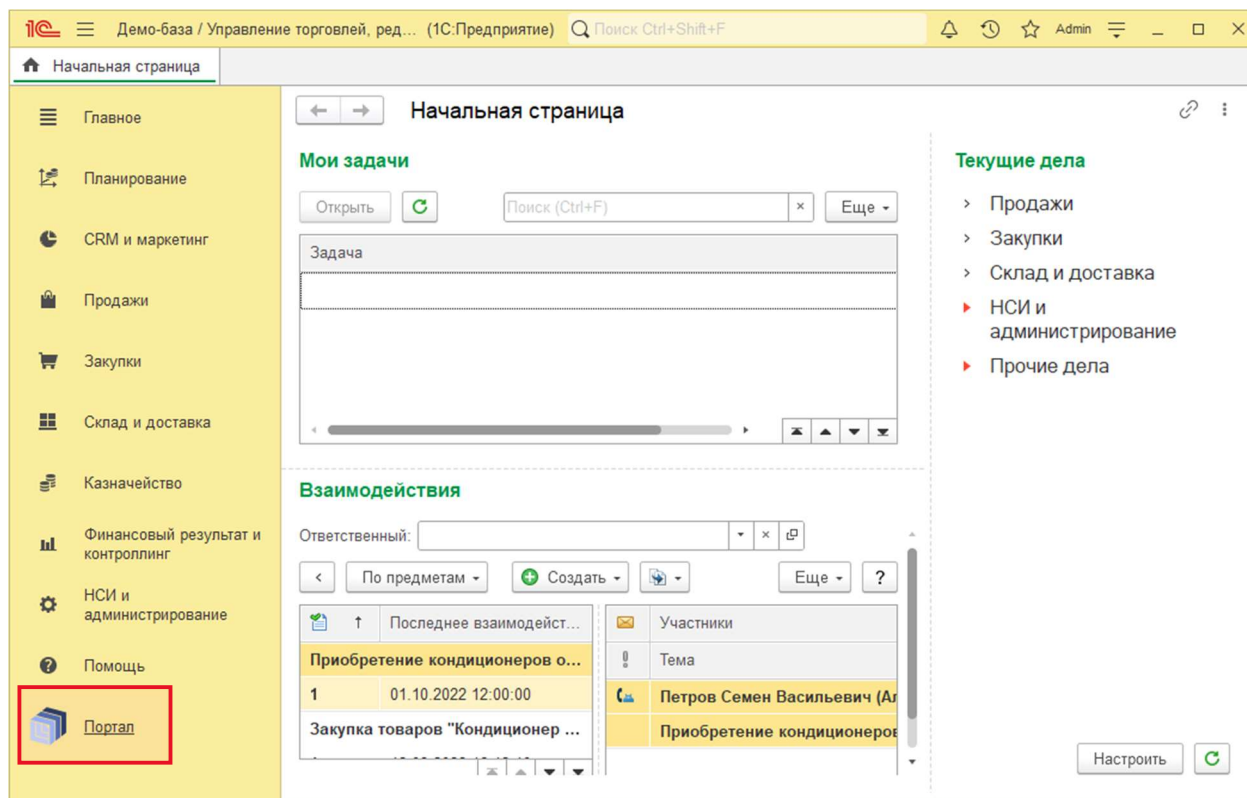 1С Демо-база / Управление торговлей, ред... (1С:Предприятие) Поиск Ctrl+Shift+F Admin
Начальная страница
Главное
Планирование
CRM и маркетинг
Продажи
Закупки
Склад и доставка
Казначейство
Финансовый результат и
контроллинг
НСИ и
администрирование
Помощь
Портал
Начальная страница
Мои задачи
Открыть Поиск (Ctrl+F) × Еще
Задача
Взаимодействия
Ответственный:
По предметам Создать Еще ?
Последнее взаимодейст...
Приобретение кондиционеров о...
1 01.10.2022 12:00:00
Закупка товаров "Кондиционер ...
Участники
Тема
Петров Семен Васильевич (Ал
Приобретение кондиционеров
Текущие дела
Продажи
Закупки
Склад и доставка
НСИ и
администрирование
Прочие дела
Настроить